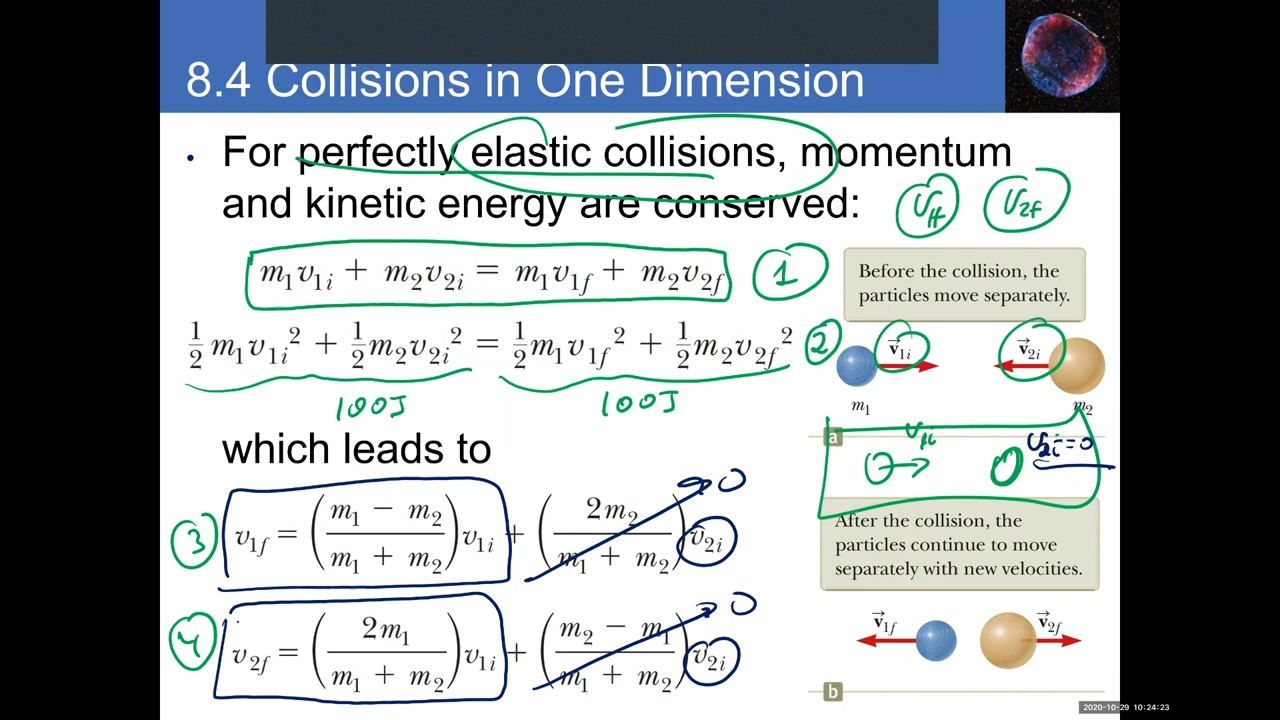 8.4 Collisions in One Dimension
• For perfectly elastic collisions, momentum
and kinetic energy are conserved:
v₁f v₂f
m₁v₁ᵢ + m₂v₂ᵢ = m₁v₁f + m₂v₂f 1
½m₁v₁ᵢ² + ½m₂v₂ᵢ² = ½m₁v₁f² + ½m₂v₂f² 2
100J 100J
which leads to
3 v₁f = ((m₁ − m₂)/(m₁ + m₂))v₁ᵢ + (2m₂/(m₁ + m₂))v₂ᵢ 0
4 v₂f = (2m₁/(m₁ + m₂))v₁ᵢ + ((m₂ − m₁)/(m₁ + m₂))v₂ᵢ 0
Before the collision, the
particles move separately.
v⃗₁ᵢ v⃗₂ᵢ
m₁ m₂
a
v₁ᵢ v₂ᵢ=0
After the collision, the
particles continue to move
separately with new velocities.
v⃗₁f v⃗₂f
b
2020-10-29 10:24:23